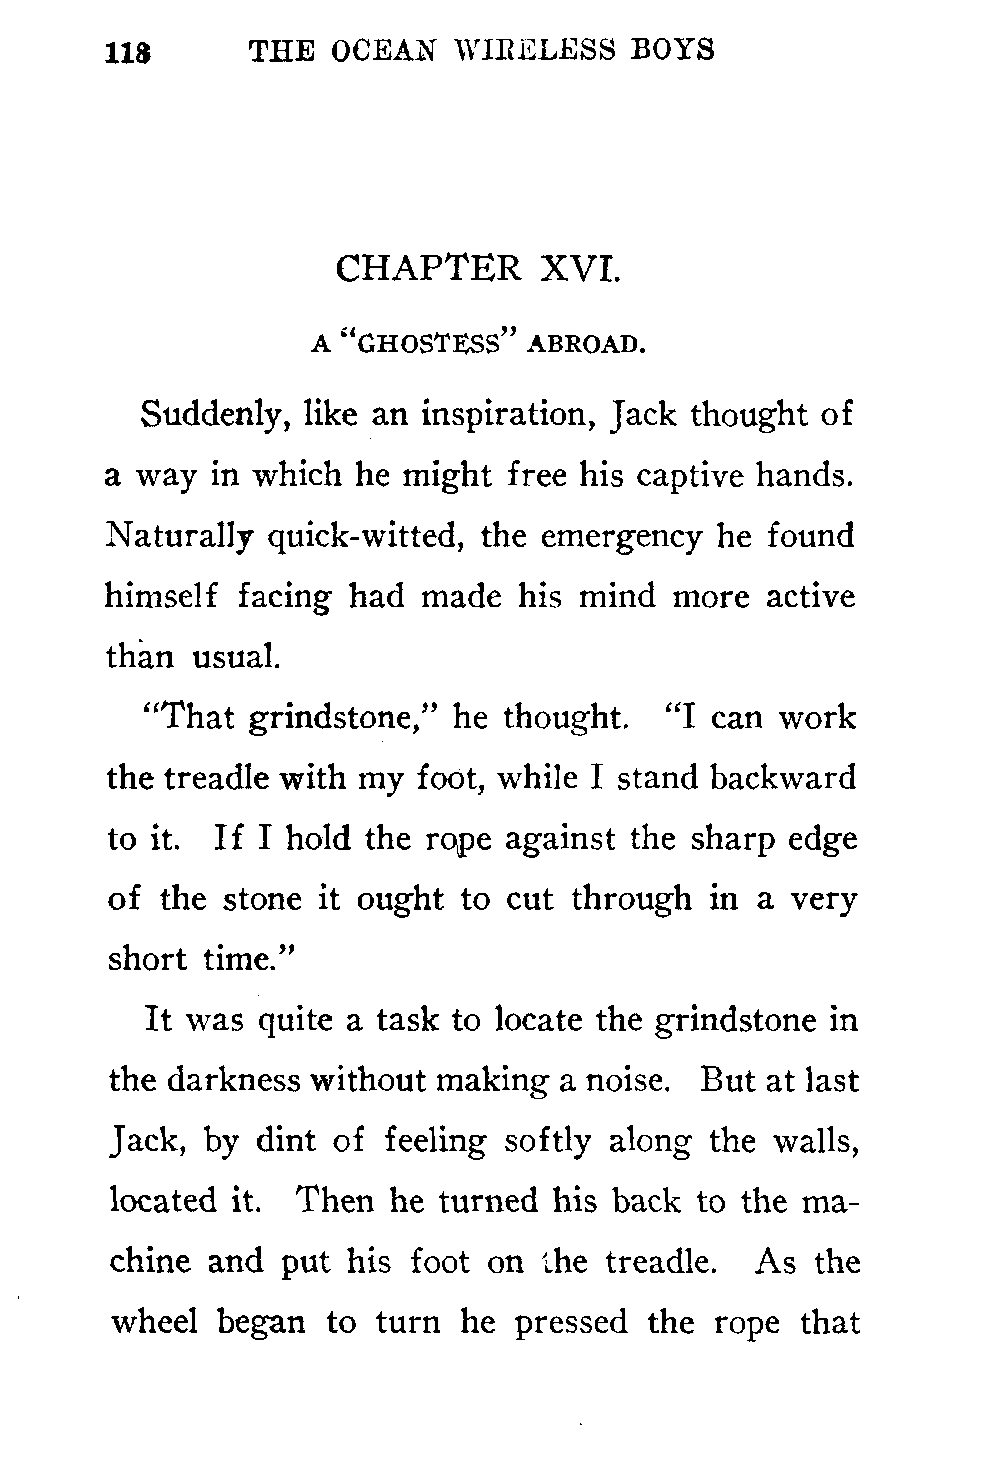 118 THE OCEAN WIRELESS BOYS
CHAPTER XVI.
A “GHOSTESS” ABROAD.
Suddenly, like an inspiration, Jack thought of
a way in which he might free his captive hands.
Naturally quick-witted, the emergency he found
himself facing had made his mind more active
than usual.
“That grindstone,” he thought. “I can work
the treadle with my foot, while I stand backward
to it. If I hold the rope against the sharp edge
of the stone it ought to cut through in a very
short time.”
It was quite a task to locate the grindstone in
the darkness without making a noise. But at last
Jack, by dint of feeling softly along the walls,
located it. Then he turned his back to the ma-
chine and put his foot on the treadle. As the
wheel began to turn he pressed the rope that